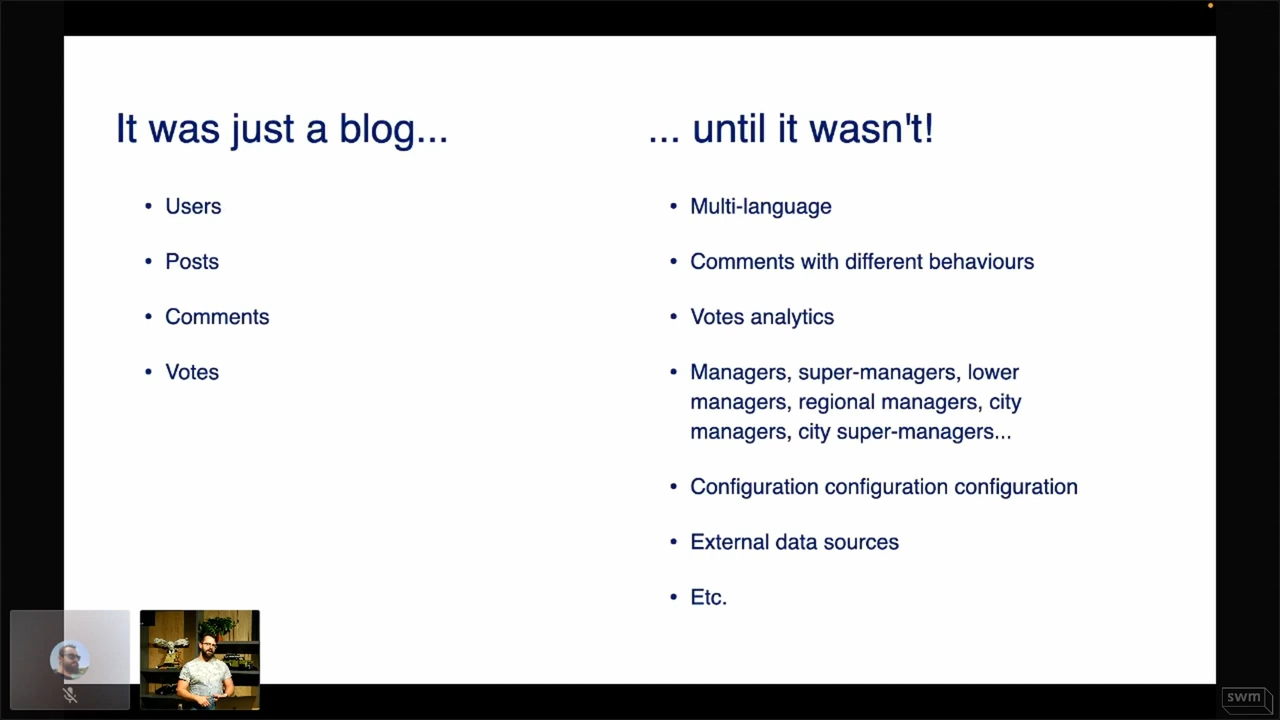 It was just a blog...
• Users
• Posts
• Comments
• Votes
... until it wasn't!
• Multi-language
• Comments with different behaviours
• Votes analytics
• Managers, super-managers, lower
managers, regional managers, city
managers, city super-managers...
• Configuration configuration configuration
• External data sources
• Etc.
swm